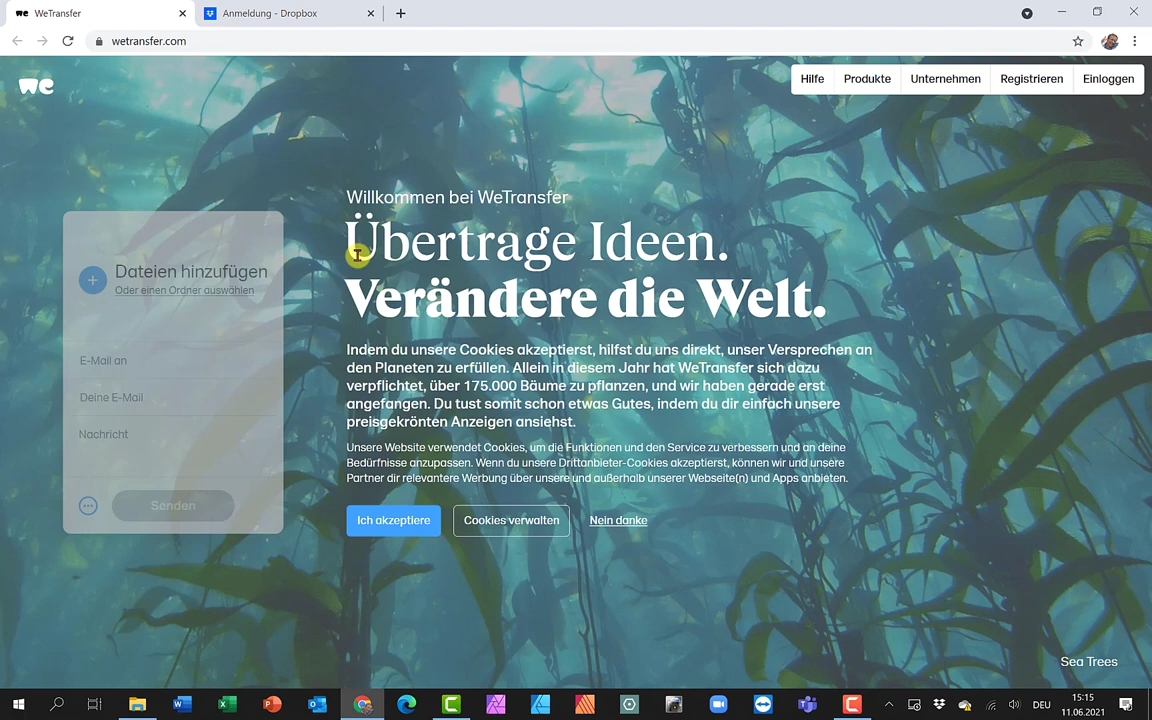 WeTransfer
Anmeldung - Dropbox
wetransfer.com
we
Hilfe
Produkte
Unternehmen
Registrieren
Einloggen
Willkommen bei WeTransfer
Übertrage Ideen.
Verändere die Welt.
Dateien hinzufügen
Oder einen Ordner auswählen
E-Mail an
Deine E-Mail
Nachricht
Senden
Indem du unsere Cookies akzeptierst, hilfst du uns direkt, unser Versprechen an
den Planeten zu erfüllen. Allein in diesem Jahr hat WeTransfer sich dazu
verpflichtet, über 175.000 Bäume zu pflanzen, und wir haben gerade erst
angefangen. Du tust somit schon etwas Gutes, indem du dir einfach unsere
preisgekrönten Anzeigen ansiehst.
Unsere Website verwendet Cookies, um die Funktionen und den Service zu verbessern und an deine
Bedürfnisse anzupassen. Wenn du unsere Drittanbieter-Cookies akzeptierst, können wir und unsere
Partner dir relevantere Werbung über unsere und außerhalb unserer Webseite(n) und Apps anbieten.
Ich akzeptiere
Cookies verwalten
Nein danke
Sea Trees
DEU
15:15
11.06.2021